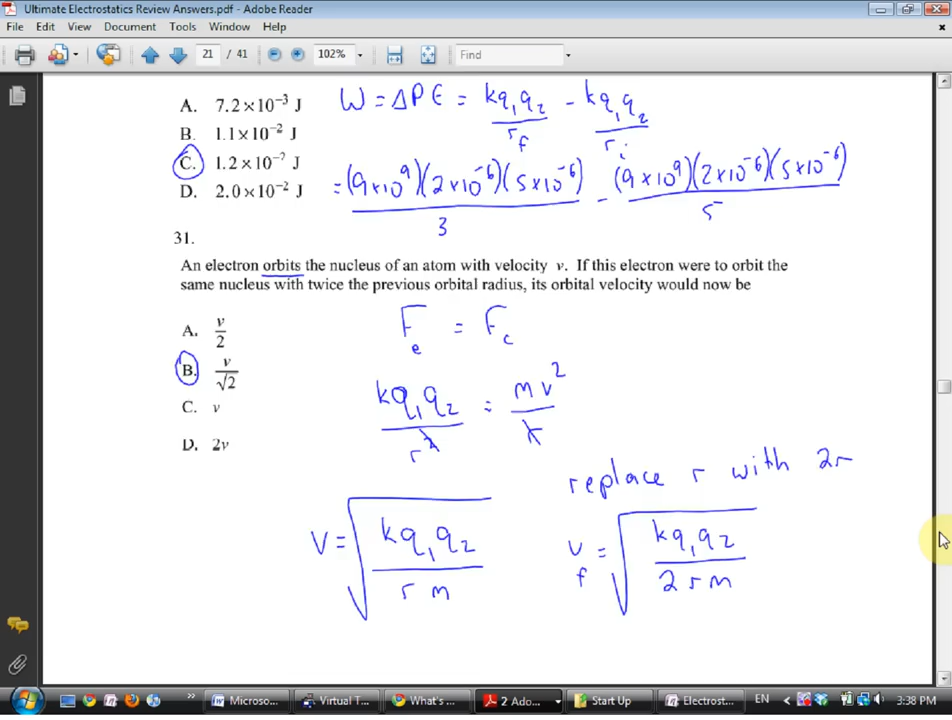 Ultimate Electrostatics Review Answers.pdf - Adobe Reader
File Edit View Document Tools Window Help
21 / 41 102% Find
A. 7.2 × 10⁻³ J
W = ΔPE = kq₁q₂/r_f - kq₁q₂/r_i
B. 1.1 × 10⁻² J
C. 1.2 × 10⁻² J
= (9×10⁹)(2×10⁻⁶)(5×10⁻⁶)/3 - (9×10⁹)(2×10⁻⁶)(5×10⁻⁶)/5
D. 2.0 × 10⁻² J
31.
An electron orbits the nucleus of an atom with velocity v. If this electron were to orbit the
same nucleus with twice the previous orbital radius, its orbital velocity would now be
A. v/2
F_e = F_c
B. v/√2
kq₁q₂/r² = mv²/r
C. v
D. 2v
replace r with 2r
V = √(kq₁q₂/rm)
v_f = √(kq₁q₂/2rm)
Microso... Virtual T... What's ... 2 Ado... Start Up Electrost... EN 3:38 PM